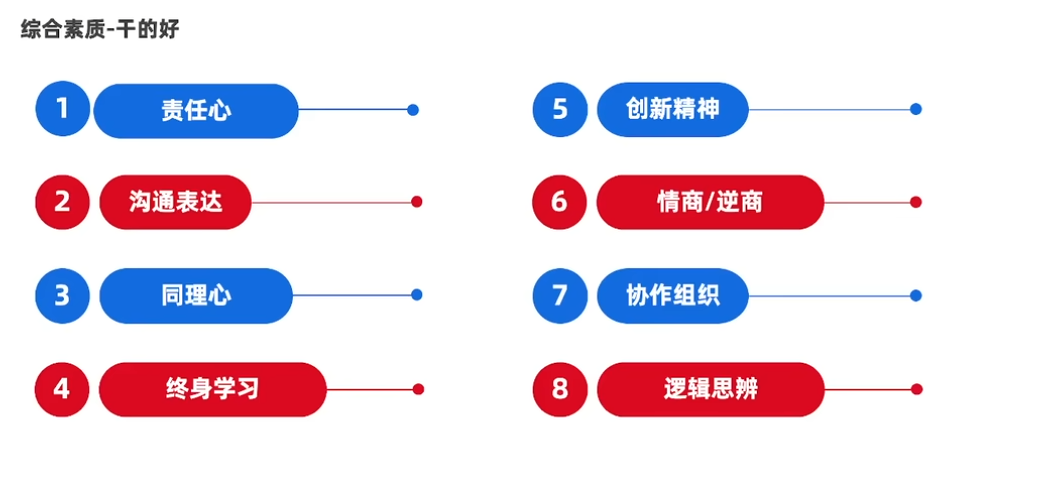 综合素质-干的好
1 责任心
2 沟通表达
3 同理心
4 终身学习
5 创新精神
6 情商/逆商
7 协作组织
8 逻辑思辨